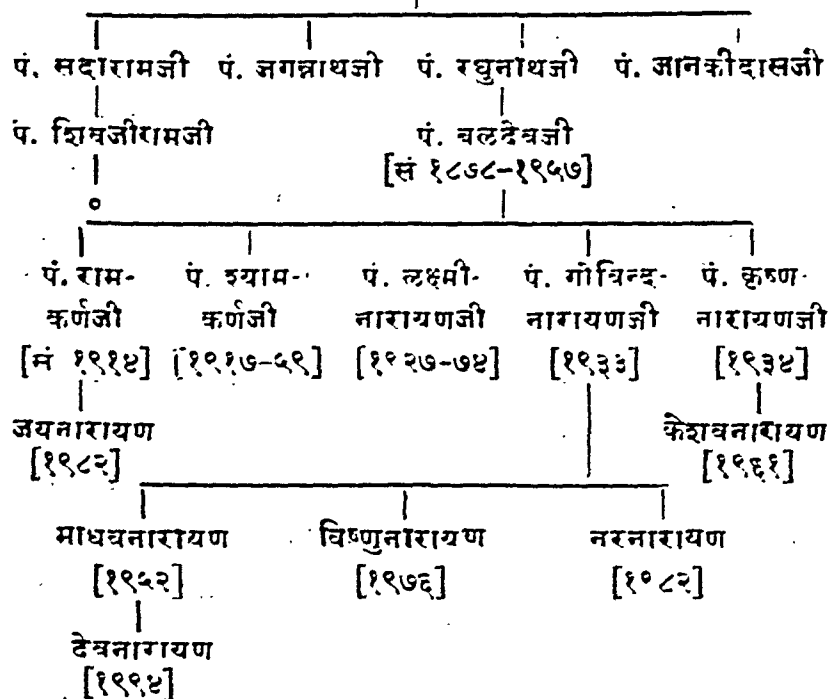 पं. सदारामजी पं. जगन्नाथजी पं. रघुनाथजी पं. जानकीदासजी
पं. शिवजीरामजी पं. बलदेवजी
[सं १८७८-१९५७]
पं. राम- पं. श्याम- पं. लक्ष्मी- पं. गोविन्द- पं. कृष्ण-
कर्णजी कर्णजी नारायणजी नारायणजी नारायणजी
[सं १९१४] [१९१७-५९] [१९२७-७४] [१९३३] [१९३४]
जयनारायण केशवनारायण
[१९८२] [१९६१]
माधवनारायण विष्णुनारायण नरनारायण
[१९५२] [१९७६] [१९८२]
देवनारायण
[१९९४]